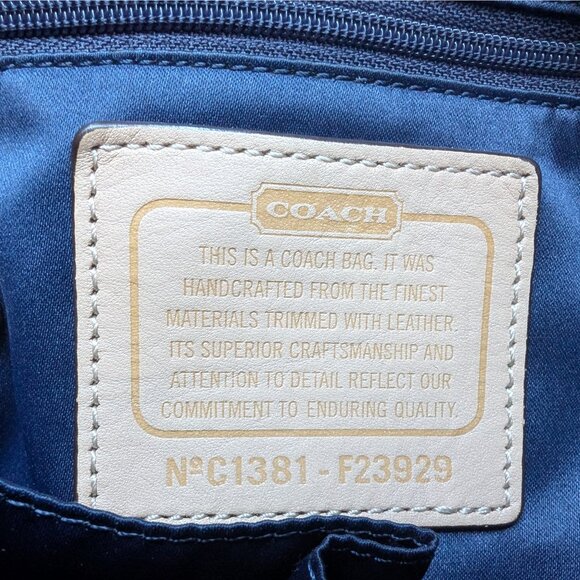 COACH
THIS IS A COACH BAG. IT WAS
HANDCRAFTED FROM THE FINEST
MATERIALS TRIMMED WITH LEATHER.
ITS SUPERIOR CRAFTSMANSHIP AND
ATTENTION TO DETAIL REFLECT OUR
COMMITMENT TO ENDURING QUALITY.
NºC1381 - F23929